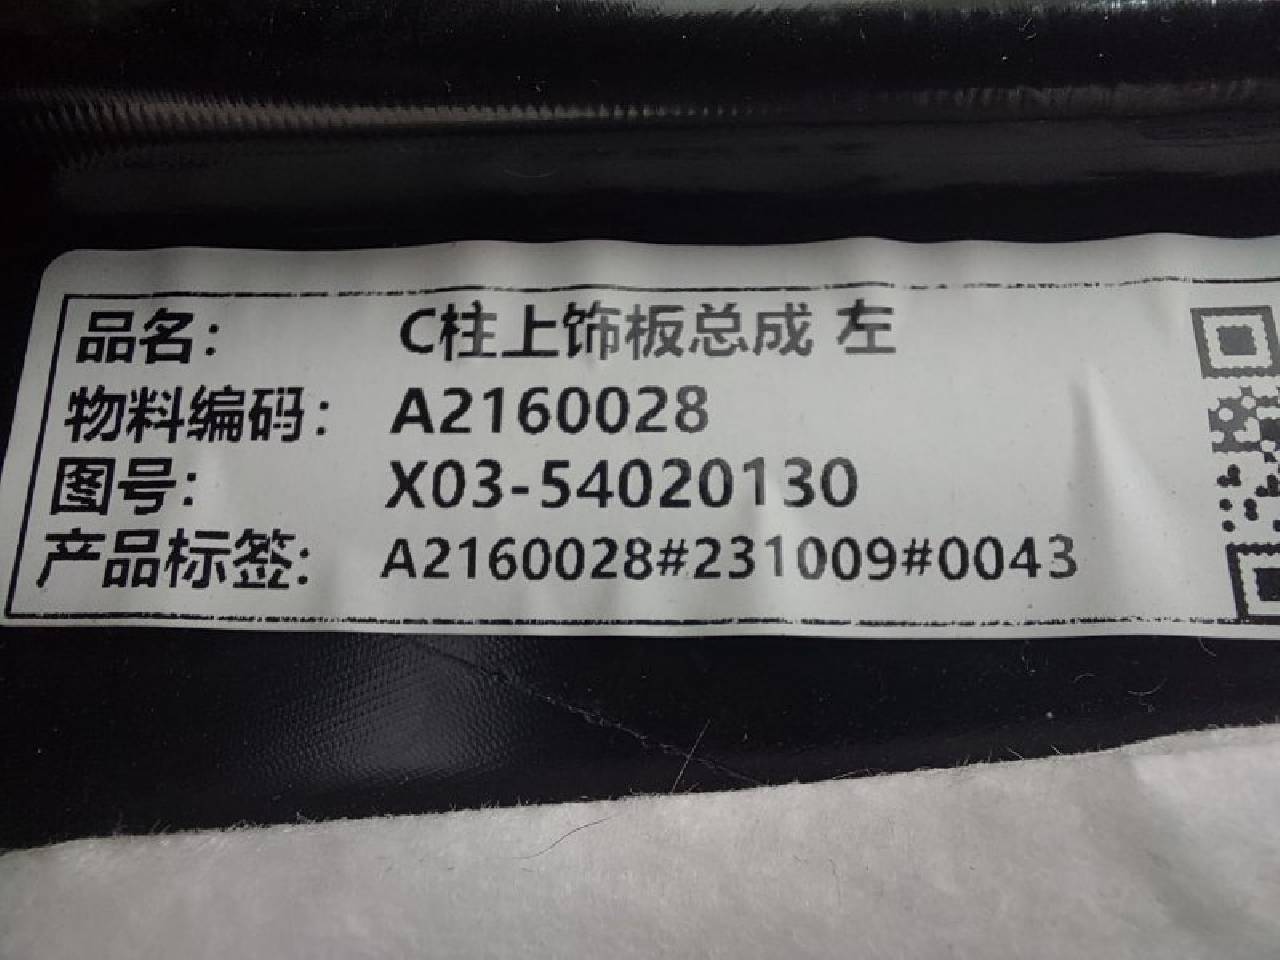 品名： C柱上饰板总成 左
物料编码： A2160028
图号： X03-54020130
产品标签： A2160028#231009#0043